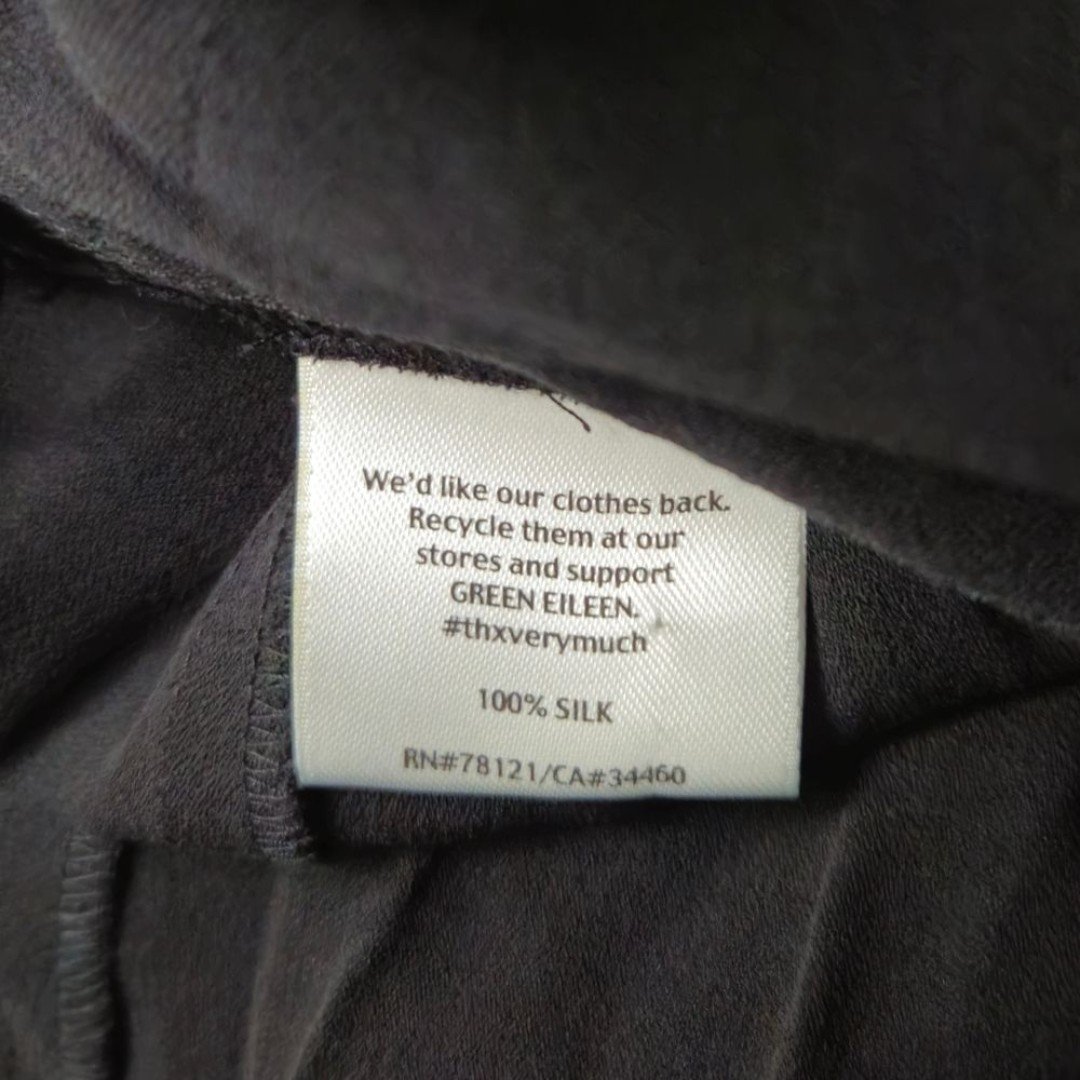 We'd like our clothes back.
Recycle them at our
stores and support
GREEN EILEEN.
#thxverymuch
100% SILK
RN#78121/CA#34460